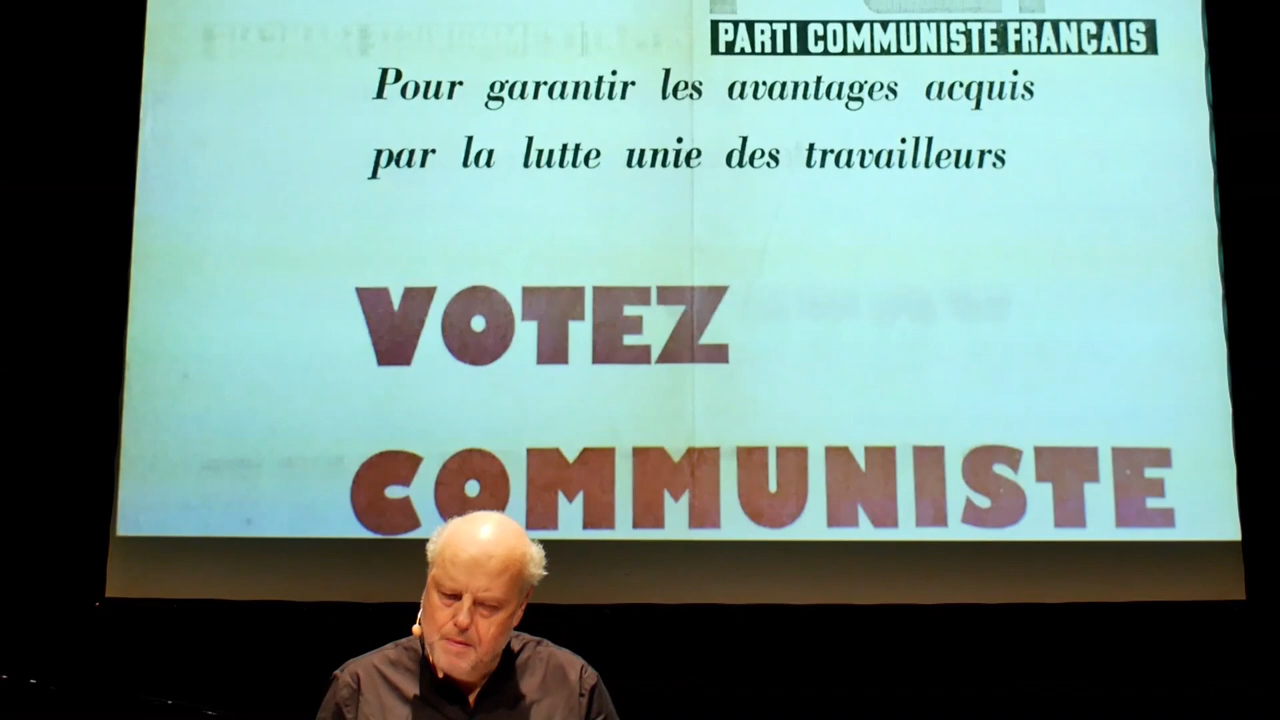 PARTI COMMUNISTE FRANÇAIS
Pour garantir les avantages acquis
par la lutte unie des travailleurs
VOTEZ
COMMUNISTE